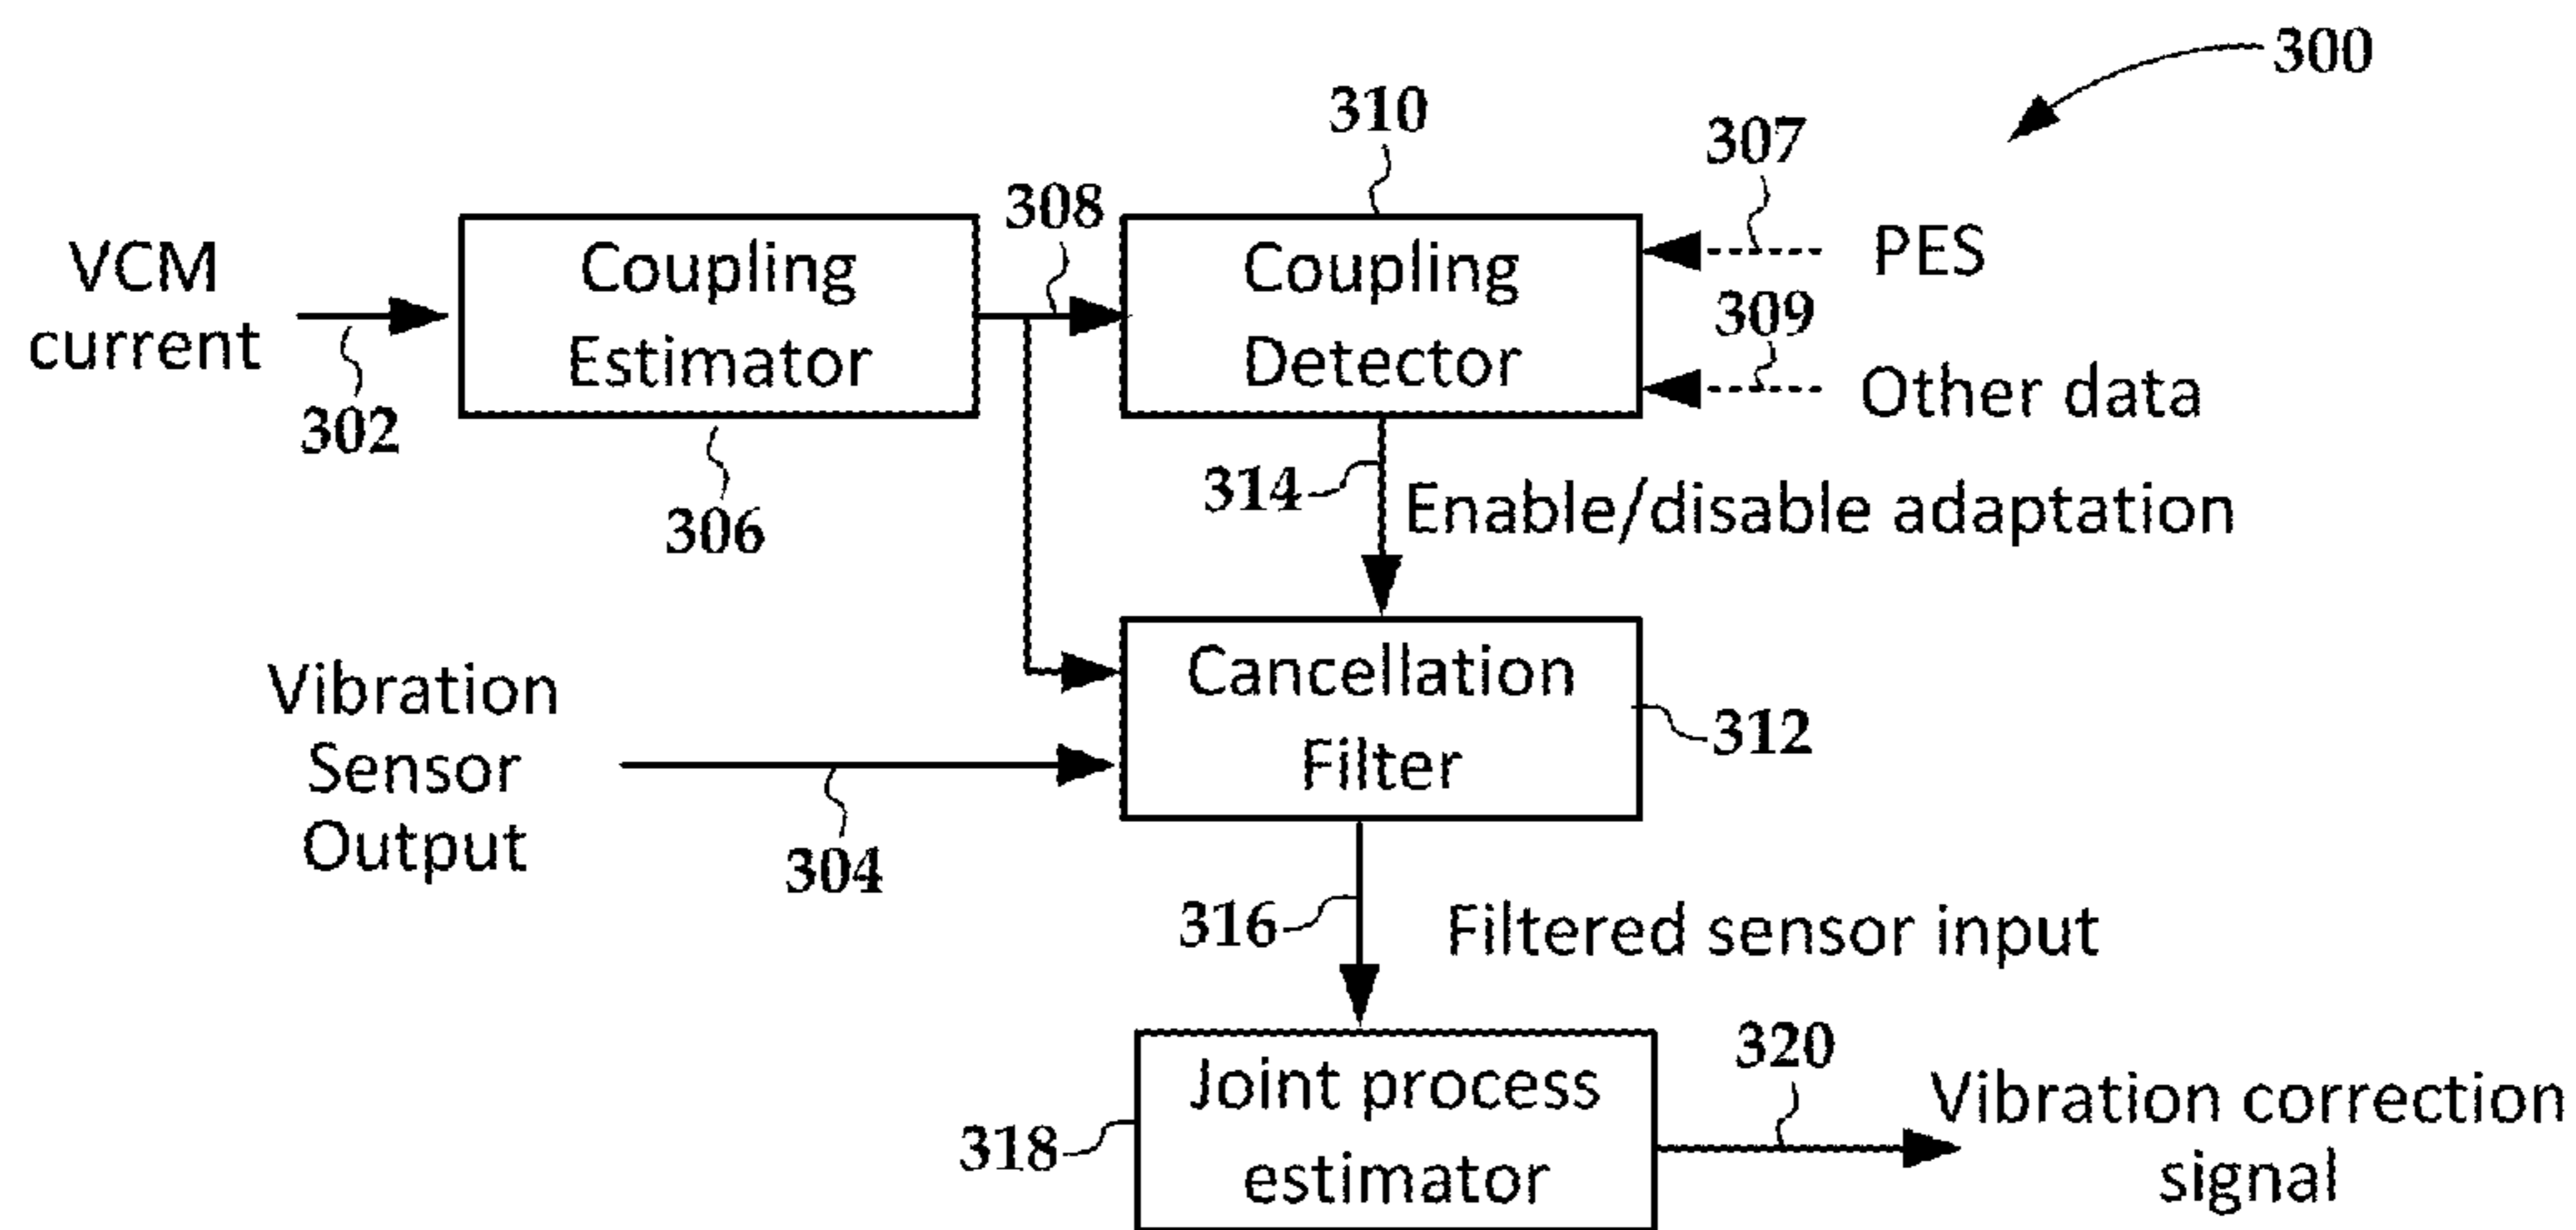 300
310
307
308
VCM
current
Coupling
Estimator
Coupling
Detector
PES
309
Other data
302
306
314
Enable/disable adaptation
Vibration
Sensor
Output
Cancellation
Filter
312
304
316
Filtered sensor input
Joint process
estimator
318
320
Vibration correction
signal